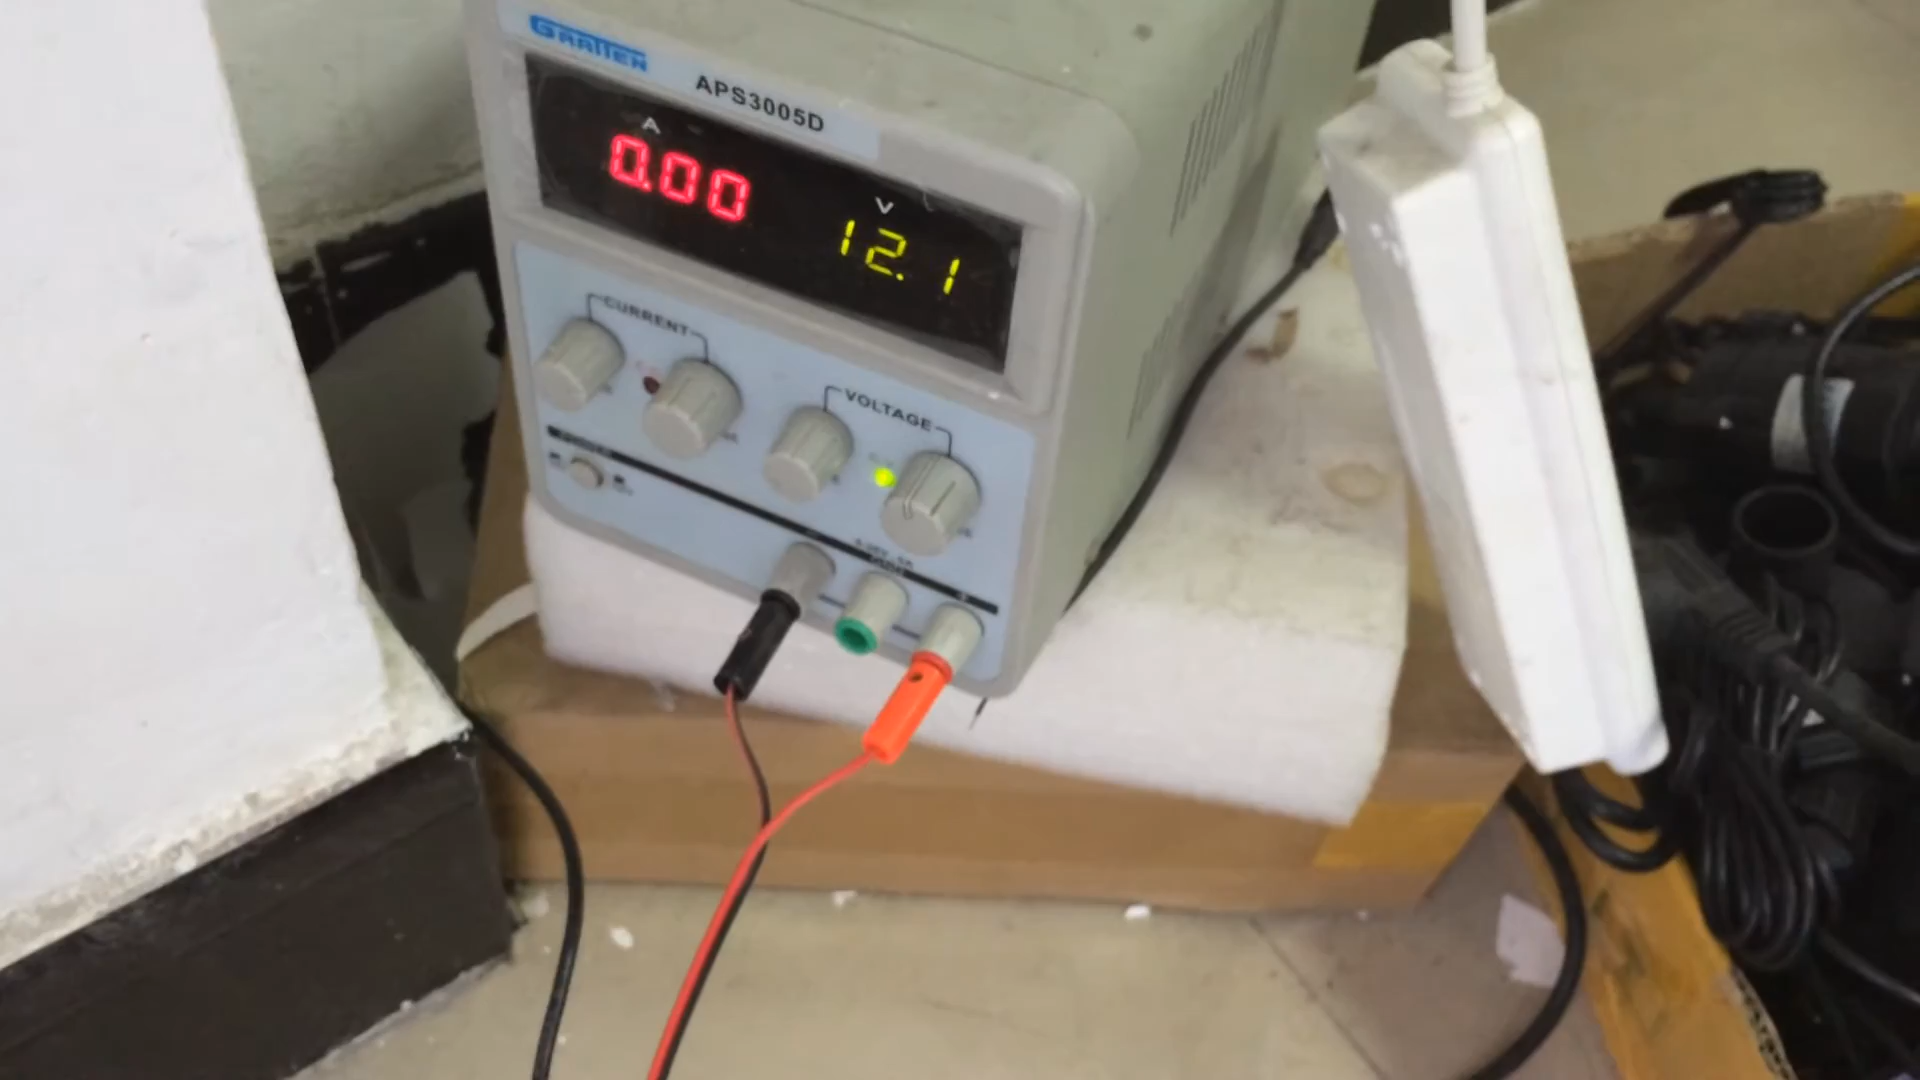 GRATTEN
APS3005D
A
0.00
V
12.1
CURRENT
VOLTAGE